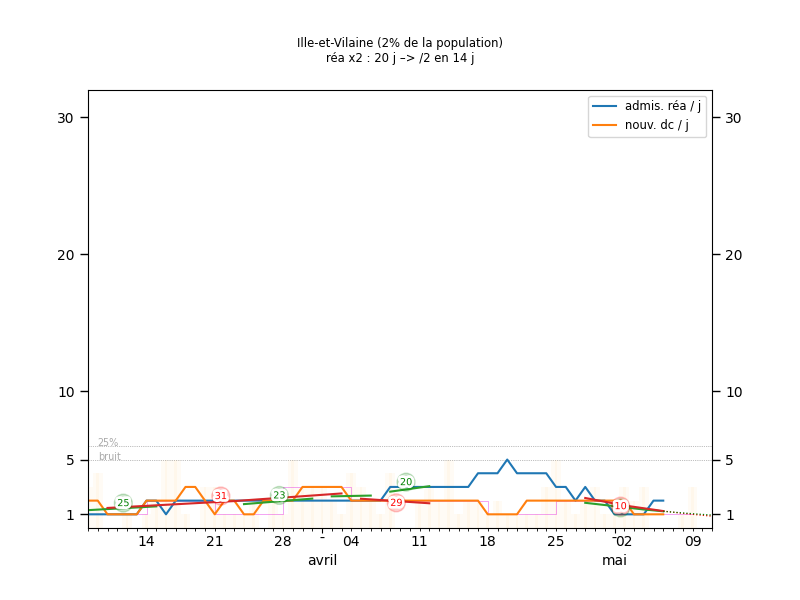 Ille-et-Vilaine (2% de la population)
réa x2 : 20 j –> /2 en 14 j
admis. réa / j
nouv. dc / j
30 30
20 20
10 10
25%
5 bruit 5
1 25 31 23 29 20 10 1
14 21 28 04 11 18 25 02 09
avril mai